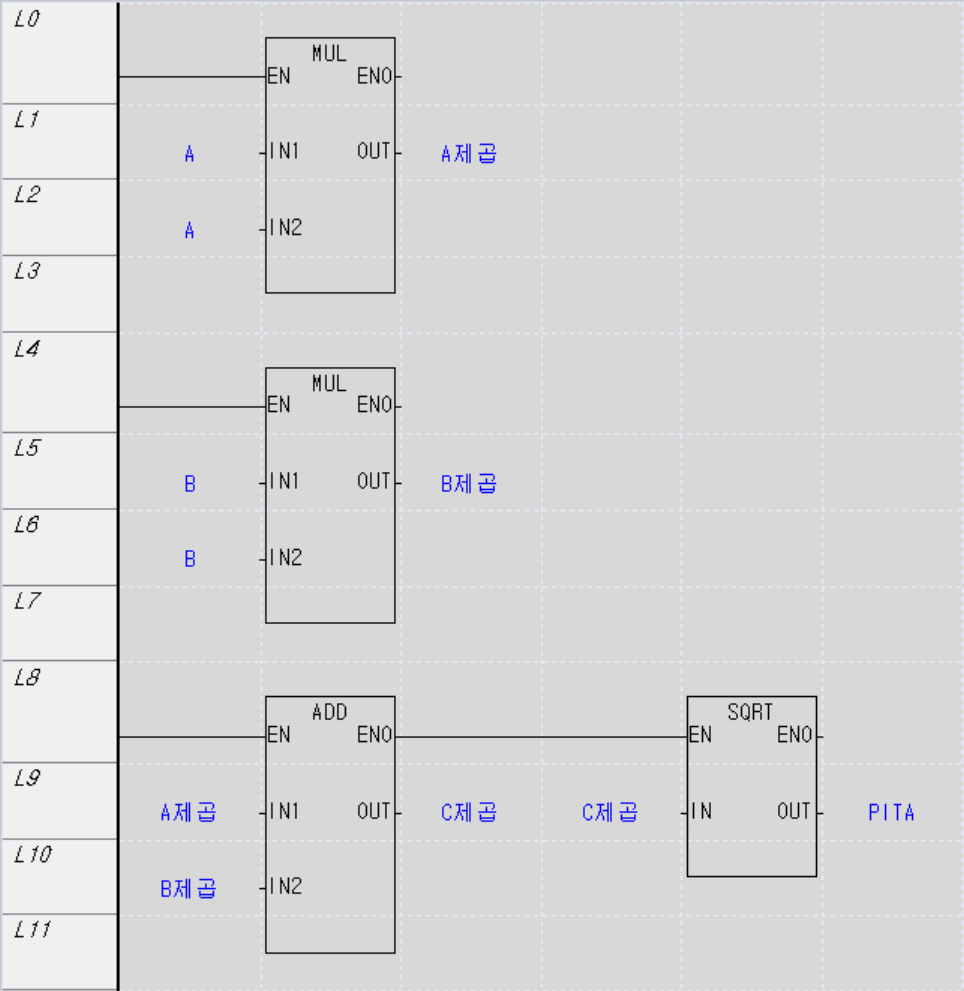 L0
MUL
EN ENO
L1
A IN1 OUT A제곱
L2
A IN2
L3
L4
MUL
EN ENO
L5
B IN1 OUT B제곱
L6
B IN2
L7
L8
ADD SQRT
EN ENO EN ENO
L9
A제곱 IN1 OUT C제곱 C제곱 IN OUT PITA
L10
B제곱 IN2
L11